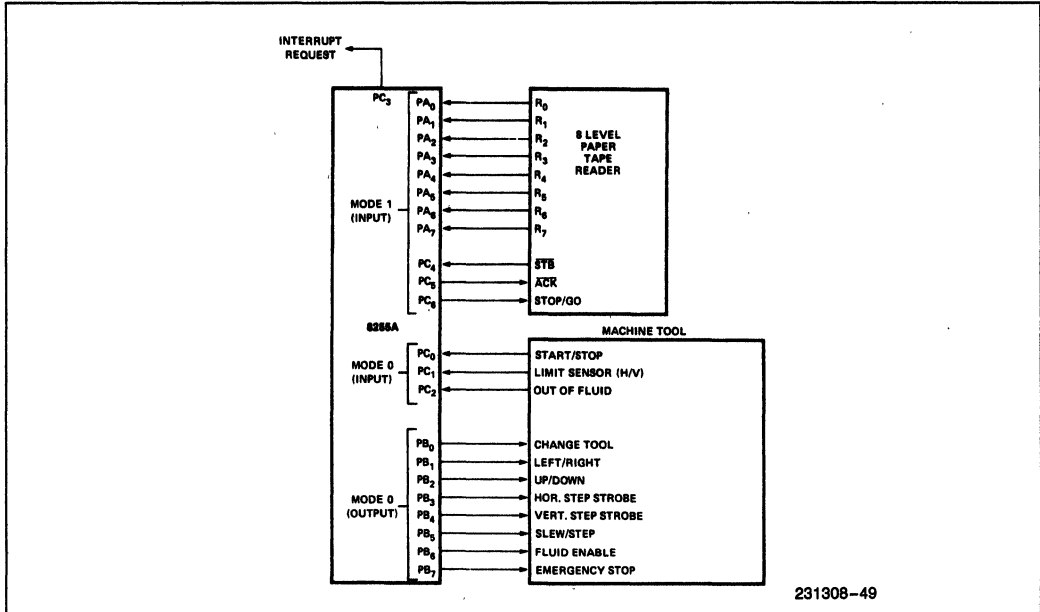 INTERRUPT
REQUEST
PC3
PA0 R0
PA1 R1
PA2 R2
PA3 R3
PA4 R4
PA5 R5
PA6 R6
PA7 R7
8 LEVEL
PAPER
TAPE
READER
MODE 1
(INPUT)
PC4 STB
PC5 ACK
PC6 STOP/GO
8255A
MACHINE TOOL
MODE 0
(INPUT)
PC0 START/STOP
PC1 LIMIT SENSOR (H/V)
PC2 OUT OF FLUID
MODE 0
(OUTPUT)
PB0 CHANGE TOOL
PB1 LEFT/RIGHT
PB2 UP/DOWN
PB3 HOR. STEP STROBE
PB4 VERT. STEP STROBE
PB5 SLEW/STEP
PB6 FLUID ENABLE
PB7 EMERGENCY STOP
231308-49